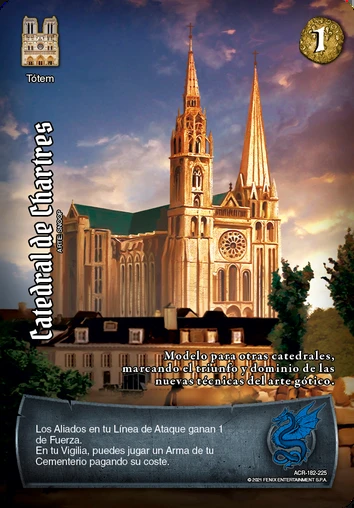 1
Tótem
Catedral de Chartres
ARTE: SNOOP
Modelo para otras catedrales,
marcando el triunfo y dominio de las
nuevas técnicas del arte gótico.
Los Aliados en tu Línea de Ataque ganan 1
de Fuerza.
En tu Vigilia, puedes jugar un Arma de tu
Cementerio pagando su coste.
ACR-182-225
© 2021 FENIX ENTERTAINMENT S.P.A.